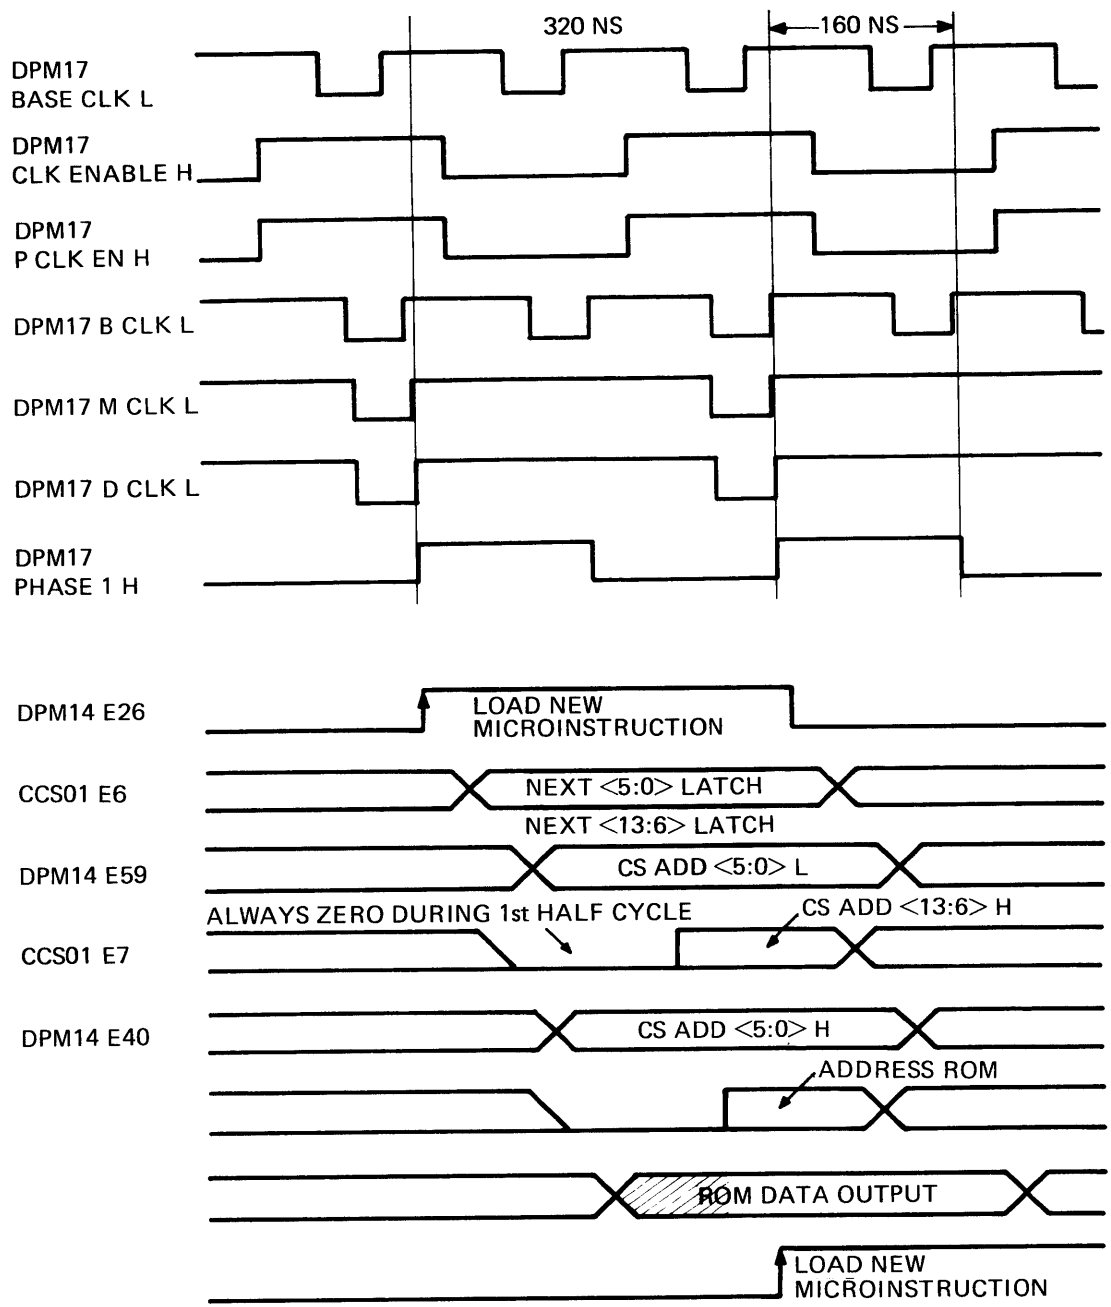 320 NS
160 NS
DPM17
BASE CLK L
DPM17
CLK ENABLE H
DPM17
P CLK EN H
DPM17 B CLK L
DPM17 M CLK L
DPM17 D CLK L
DPM17
PHASE 1 H
DPM14 E26
LOAD NEW
MICROINSTRUCTION
CCS01 E6
NEXT <5:0> LATCH
NEXT <13:6> LATCH
DPM14 E59
CS ADD <5:0> L
ALWAYS ZERO DURING 1st HALF CYCLE
CS ADD <13:6> H
CCS01 E7
DPM14 E40
CS ADD <5:0> H
ADDRESS ROM
ROM DATA OUTPUT
LOAD NEW
MICROINSTRUCTION